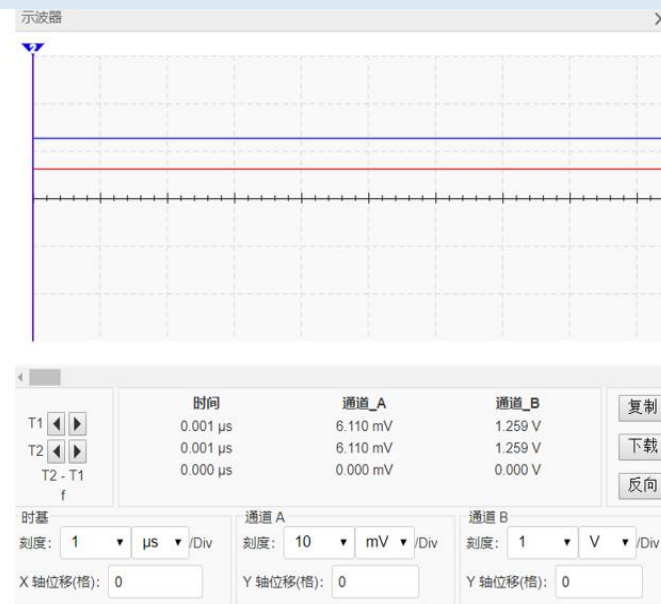 示波器
2
时间 通道_A 通道_B
T1 0.001 μs 6.110 mV 1.259 V
T2 0.001 μs 6.110 mV 1.259 V
T2 - T1 0.000 μs 0.000 mV 0.000 V
f
复制
下载
反向
时基 通道 A 通道 B
刻度: 1 μs /Div 刻度: 10 mV /Div 刻度: 1 V /Div
X 轴位移(格): 0 Y 轴位移(格): 0 Y 轴位移(格): 0